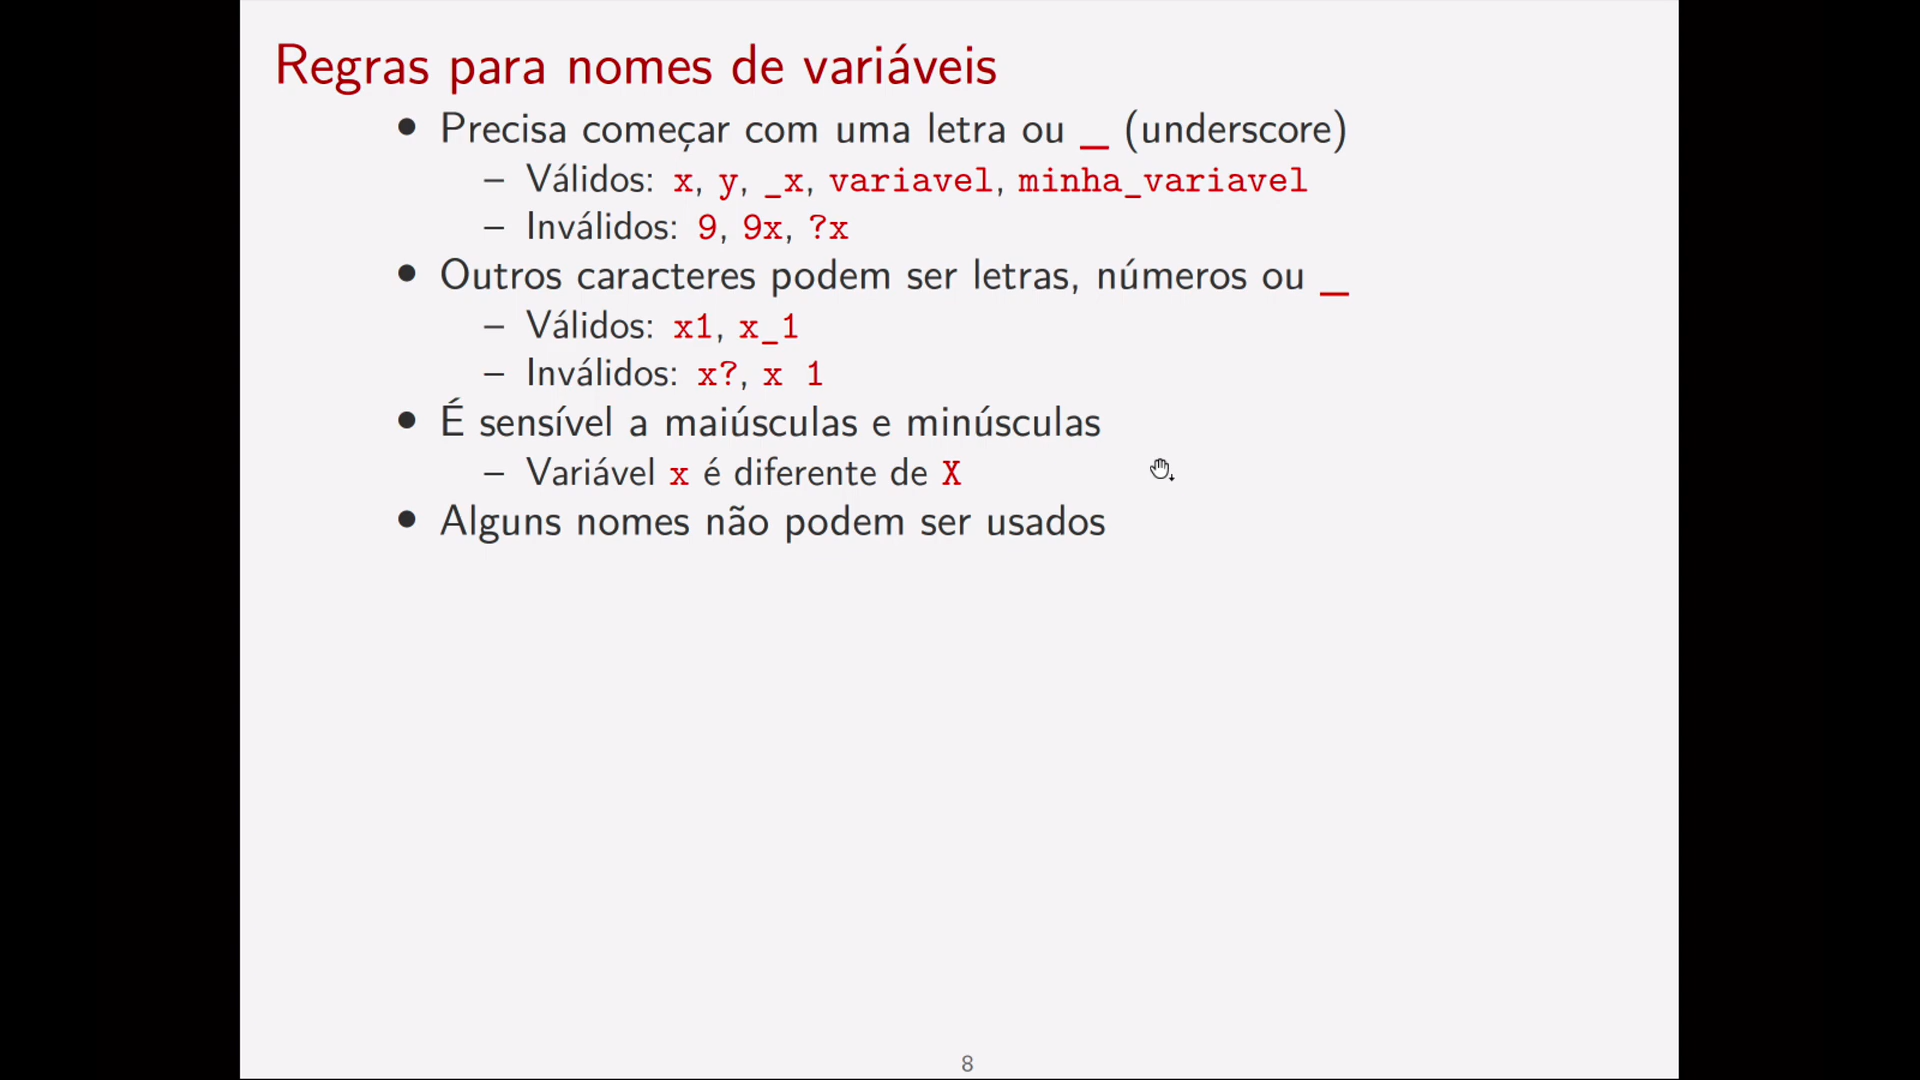 Regras para nomes de variáveis
• Precisa começar com uma letra ou _ (underscore)
– Válidos: x, y, _x, variavel, minha_variavel
– Inválidos: 9, 9x, ?x
• Outros caracteres podem ser letras, números ou _
– Válidos: x1, x_1
– Inválidos: x?, x 1
• É sensível a maiúsculas e minúsculas
– Variável x é diferente de X
• Alguns nomes não podem ser usados
8